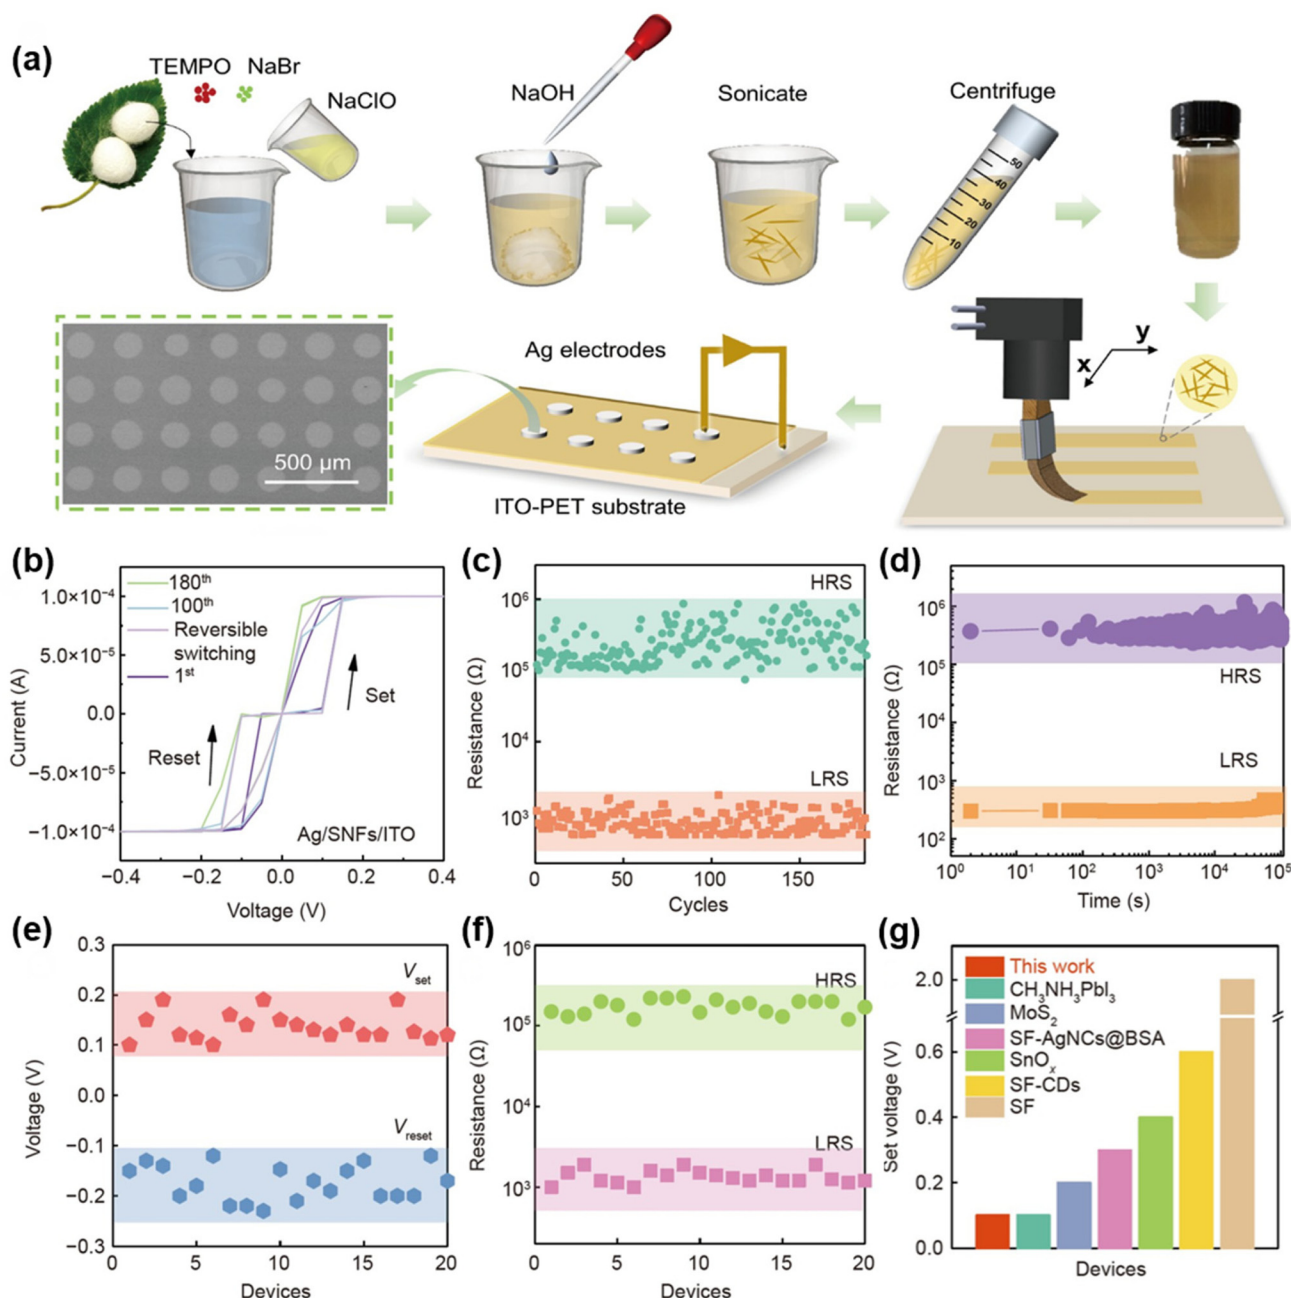 (a)
TEMPO
NaBr
NaClO
NaOH
Sonicate
Centrifuge
50
40
30
20
10
500 μm
Ag electrodes
ITO-PET substrate
x
y
(b)
180th
100th
Reversible
switching
1st
Set
Reset
Ag/SNFs/ITO
Current (A)
1.0×10⁻⁴
5.0×10⁻⁵
0.0
−5.0×10⁻⁵
−1.0×10⁻⁴
−0.4
−0.2
0.0
0.2
0.4
Voltage (V)
(c)
HRS
LRS
Resistance (Ω)
10⁶
10⁵
10⁴
10³
0
50
100
150
Cycles
(d)
HRS
LRS
Resistance (Ω)
10⁶
10⁵
10⁴
10³
10²
10⁰
10¹
10²
10³
10⁴
10⁵
Time (s)
(e)
Vset
Vreset
Voltage (V)
0.3
0.2
0.1
0.0
−0.1
−0.2
−0.3
0
5
10
15
20
Devices
(f)
HRS
LRS
Resistance (Ω)
10⁶
10⁵
10⁴
10³
0
5
10
15
20
Devices
(g)
This work
CH₃NH₃PbI₃
MoS₂
SF-AgNCs@BSA
SnOₓ
SF-CDs
SF
Set voltage (V)
2.0
0.6
0.4
0.2
0.0
Devices